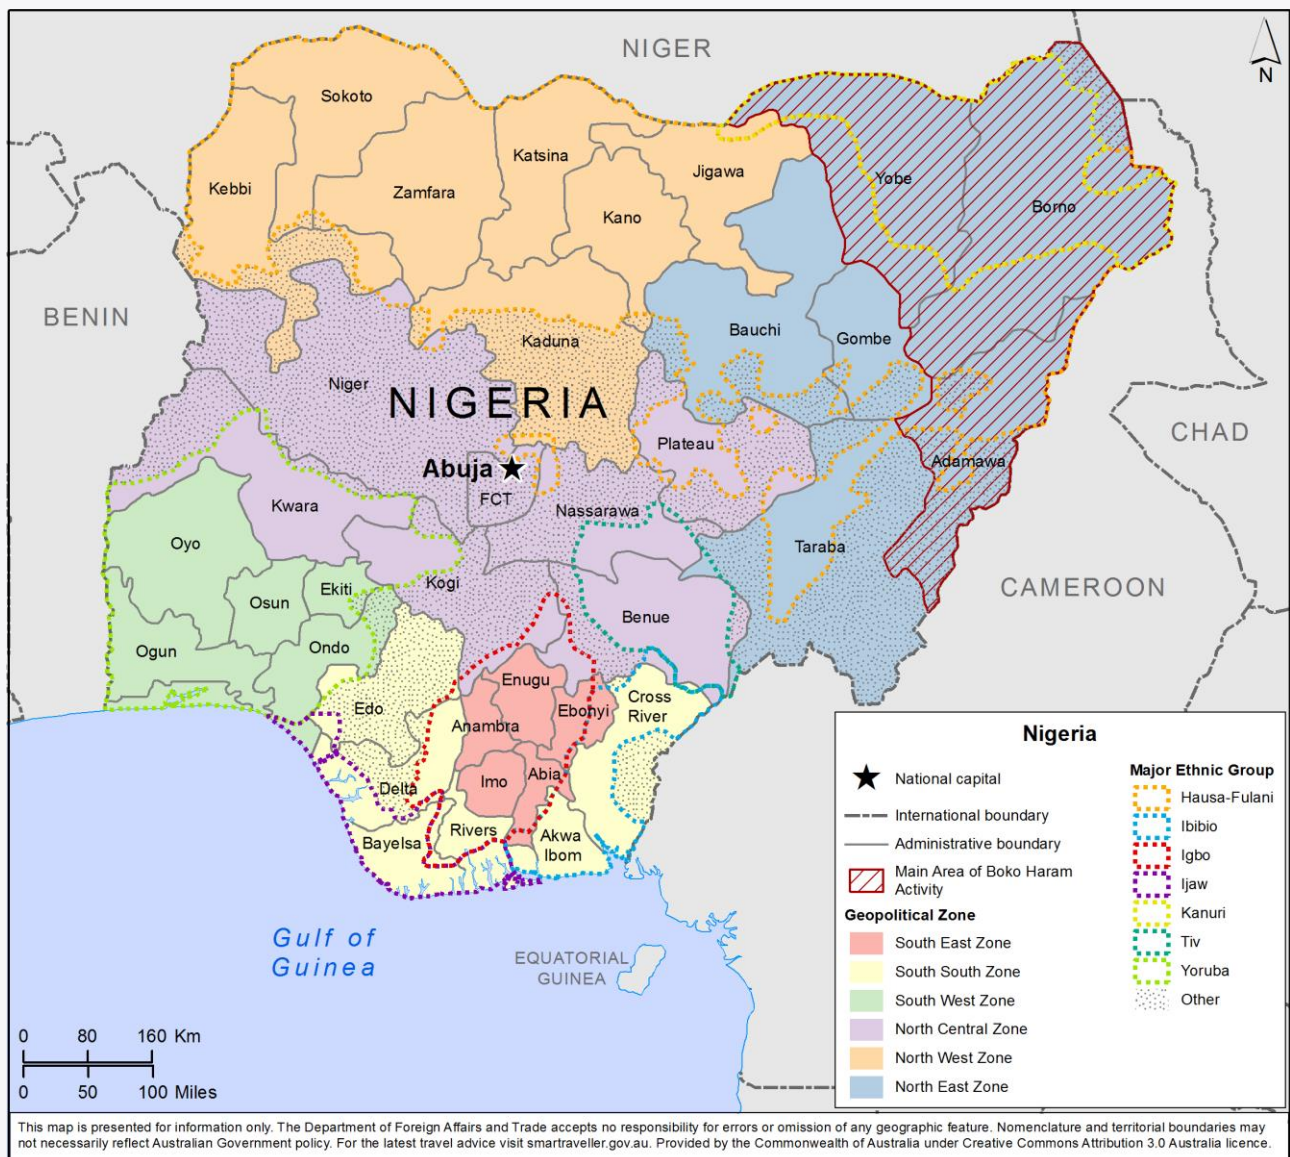 NIGER
N
Sokoto
Katsina
Kebbi
Zamfara
Jigawa
Yobe
Kano
Borno
BENIN
Bauchi
Gombe
Kaduna
Niger
NIGERIA
CHAD
Plateau
Abuja
Adamawa
FCT
Nassarawa
Kwara
Oyo
Taraba
Kogi
CAMEROON
Ekiti
Osun
Benue
Ondo
Ogun
Enugu
Cross
River
Edo
Ebonyi
Anambra
Abia
Imo
Delta
Rivers
Akwa
Ibom
Bayelsa
Gulf of
Guinea
EQUATORIAL
GUINEA
0 80 160 Km
0 50 100 Miles
Nigeria
National capital
International boundary
Administrative boundary
Main Area of Boko Haram
Activity
Geopolitical Zone
South East Zone
South South Zone
South West Zone
North Central Zone
North West Zone
North East Zone
Major Ethnic Group
Hausa-Fulani
Ibibio
Igbo
Ijaw
Kanuri
Tiv
Yoruba
Other
This map is presented for information only. The Department of Foreign Affairs and Trade accepts no responsibility for errors or omission of any geographic feature. Nomenclature and territorial boundaries may
not necessarily reflect Australian Government policy. For the latest travel advice visit smartraveller.gov.au. Provided by the Commonwealth of Australia under Creative Commons Attribution 3.0 Australia licence.